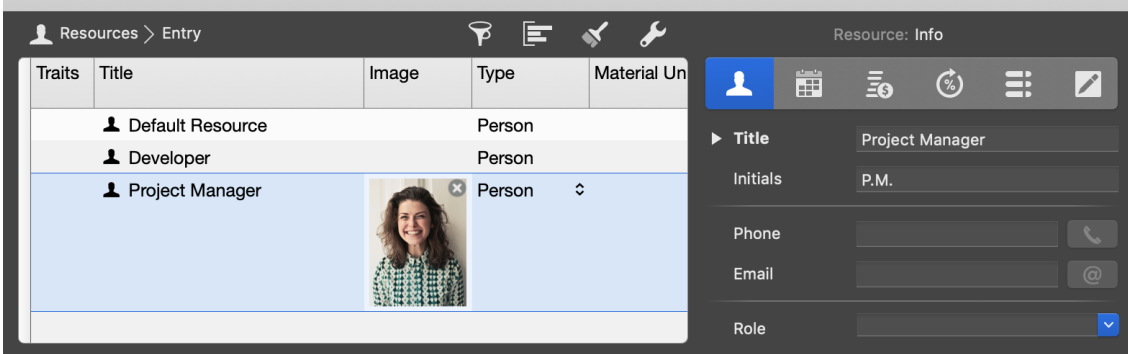 Resources > Entry
Resource: Info
Traits Title Image Type Material Un
Default Resource Person
Developer Person
Project Manager Person
Title Project Manager
Initials P.M.
Phone
Email @
Role